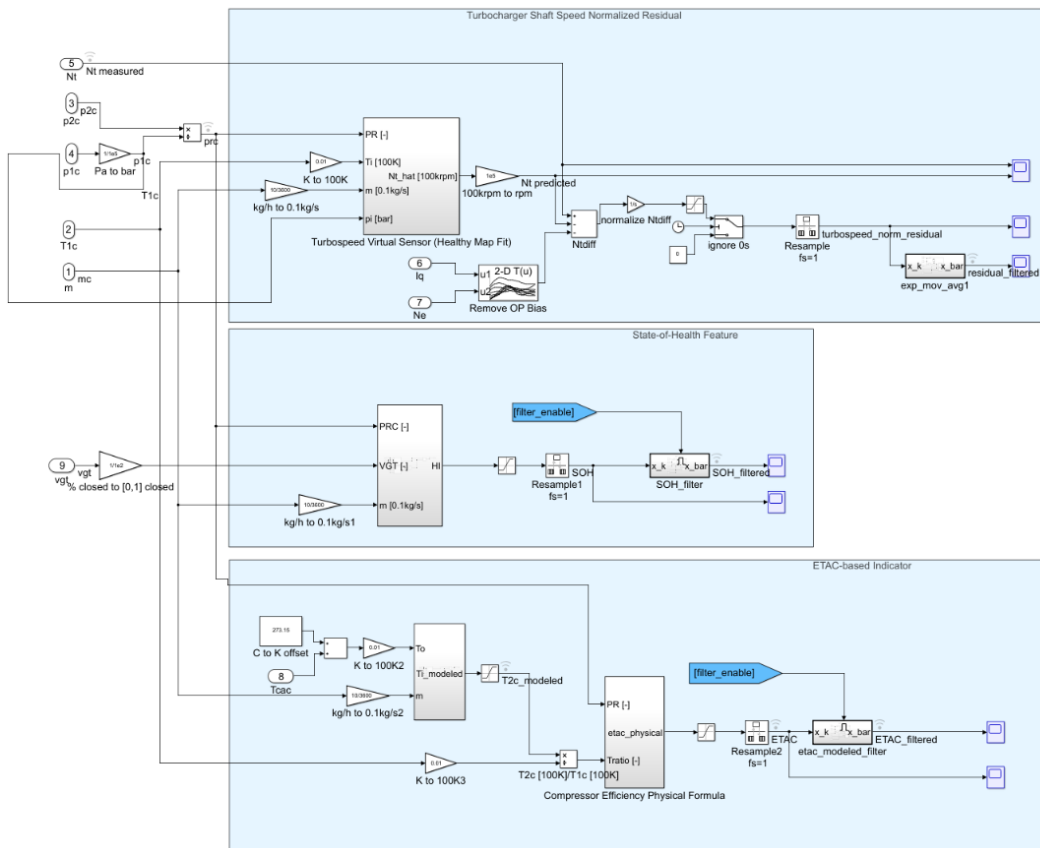 Turbocharger Shaft Speed Normalized Residual
5
Nt
Nt measured
3
p2c
p2c
×
÷
prc
4
p1c
1/1e5
p1c
Pa to bar
T1c
2
T1c
1
mc
m
0.01
K to 100K
10/3600
kg/h to 0.1kg/s
PR [-]
Ti [100K]
Nt_hat [100krpm]
m [0.1kg/s]
pi [bar]
Turbospeed Virtual Sensor (Healthy Map Fit)
1e5
Nt predicted
100krpm to rpm
6
Iq
7
Ne
2-D T(u)
u1
u2
Remove OP Bias
Ntdiff
normalize Ntdiff
0
ignore 0s
Resample
fs=1
turbospeed_norm_residual
x_k
x_bar
residual_filtered
exp_mov_avg1
State-of-Health Feature
[filter_enable]
9
vgt
vgt
1/1e2
% closed to [0,1] closed
10/3600
kg/h to 0.1kg/s1
PRC [-]
VGT [-]
HI
m [0.1kg/s]
Resample1
fs=1
SOH
x_k
x_bar
SOH_filtered
SOH_filter
ETAC-based Indicator
273.15
C to K offset
+
+
8
Tcac
0.01
K to 100K2
10/3600
kg/h to 0.1kg/s2
To
Ti_modeled
m
T2c_modeled
0.01
K to 100K3
×
÷
T2c [100K]/T1c [100K]
PR [-]
etac_physical
Tratio [-]
Compressor Efficiency Physical Formula
[filter_enable]
Resample2
fs=1
ETAC
x_k
x_bar
ETAC_filtered
etac_modeled_filter